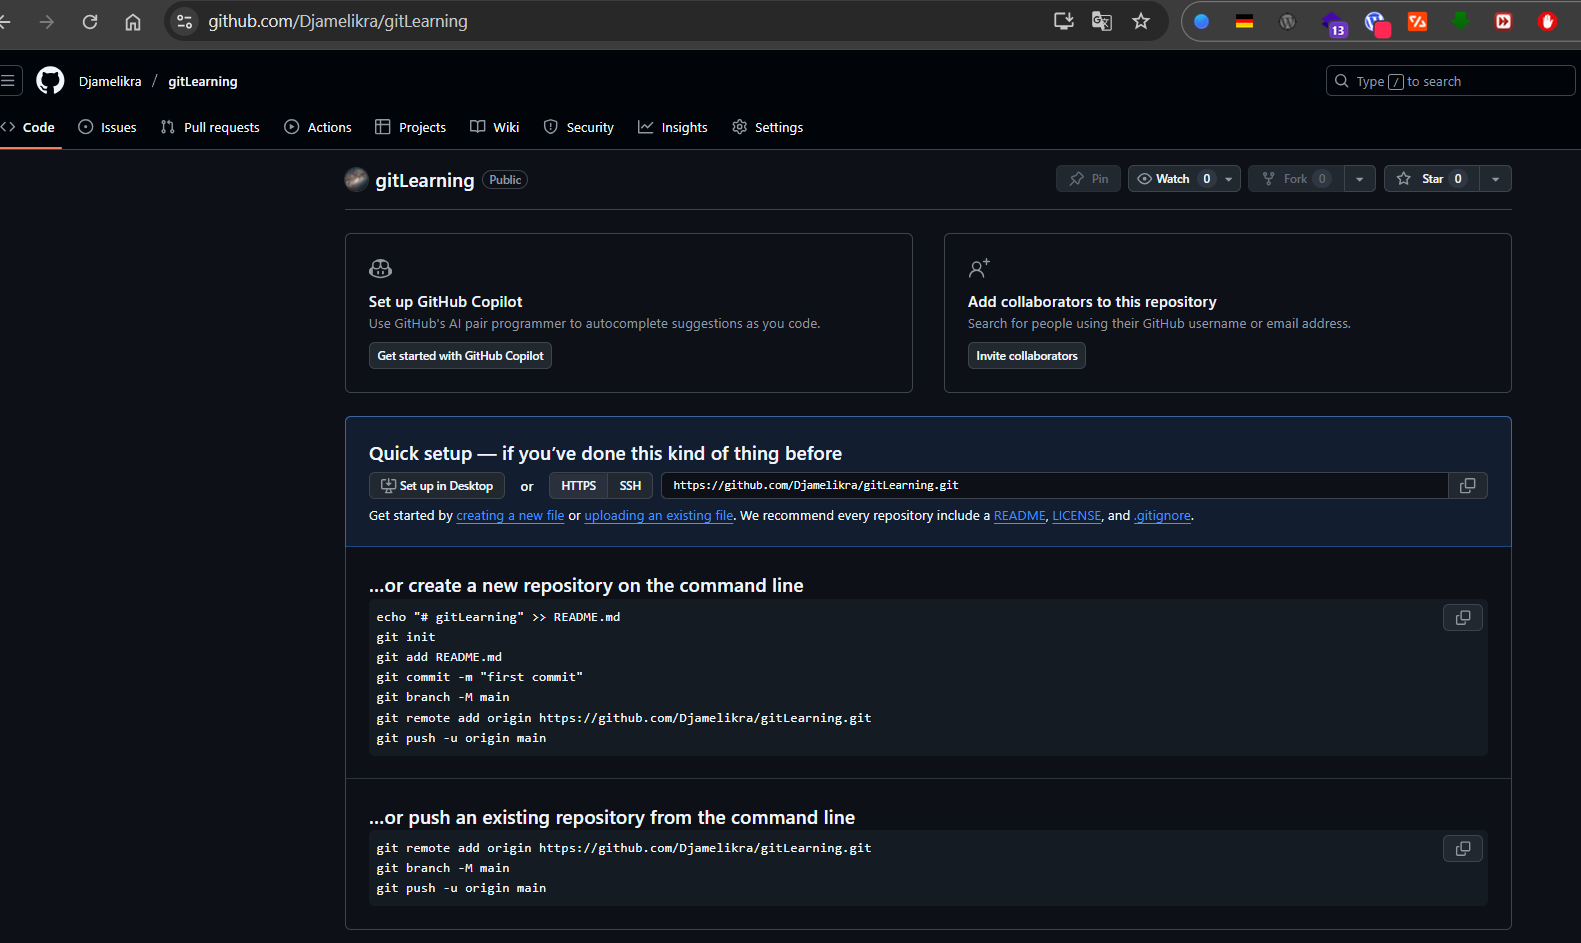 github.com/Djamelikra/gitLearning
13
Djamelikra / gitLearning
Type / to search
Code Issues Pull requests Actions Projects Wiki Security Insights Settings
gitLearning Public
Pin Watch 0 Fork 0 Star 0
Set up GitHub Copilot
Use GitHub's AI pair programmer to autocomplete suggestions as you code.
Get started with GitHub Copilot
Add collaborators to this repository
Search for people using their GitHub username or email address.
Invite collaborators
Quick setup — if you’ve done this kind of thing before
Set up in Desktop or HTTPS SSH https://github.com/Djamelikra/gitLearning.git
Get started by creating a new file or uploading an existing file. We recommend every repository include a README, LICENSE, and .gitignore.
…or create a new repository on the command line
echo "# gitLearning" >> README.md
git init
git add README.md
git commit -m "first commit"
git branch -M main
git remote add origin https://github.com/Djamelikra/gitLearning.git
git push -u origin main
…or push an existing repository from the command line
git remote add origin https://github.com/Djamelikra/gitLearning.git
git branch -M main
git push -u origin main